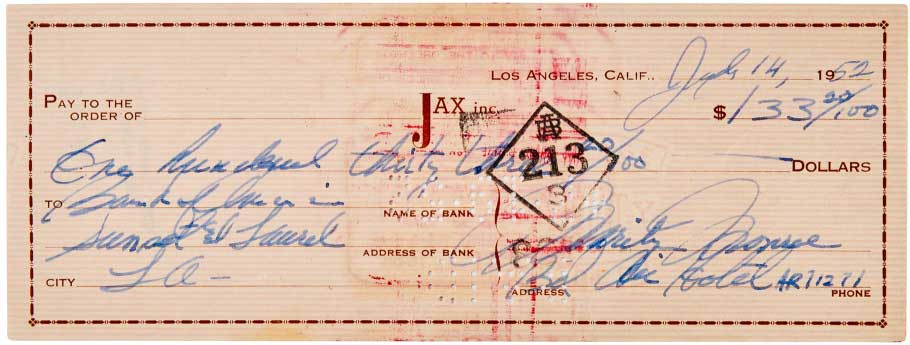 LOS ANGELES, CALIF., July 14, 1952
PAY TO THE
ORDER OF
JAX inc.
$133 20/100
One Hundred Thirty Three 20/100 DOLLARS
213
S
TO Bank of America
NAME OF BANK
Sunset & Laurel
ADDRESS OF BANK
Marilyn Monroe
CITY LA -
Bel Air Hotel AR11271
ADDRESS
PHONE